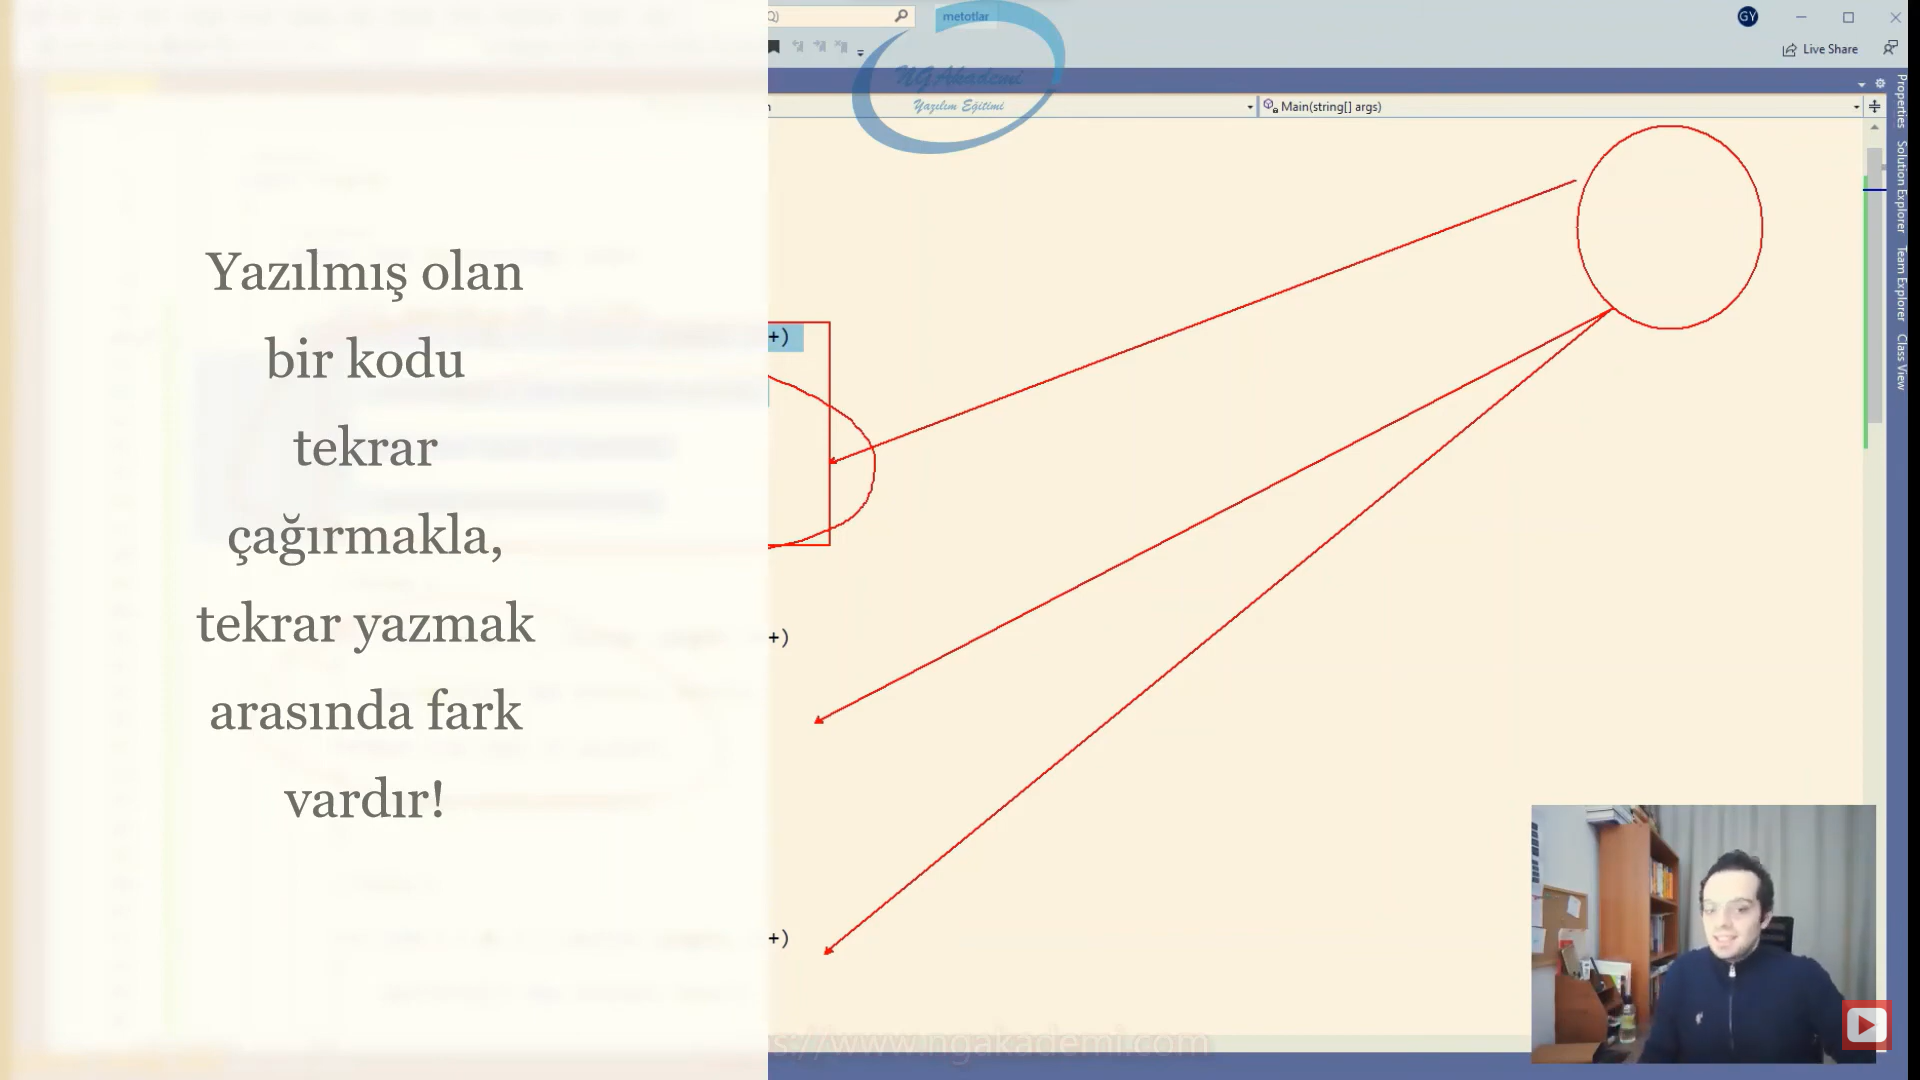 metotlar
GY
Live Share
NGAkademi
Yazılım Eğitimi
Main(string[] args)
Properties
Solution Explorer
Team Explorer
Class View
Yazılmış olan
bir kodu
tekrar
çağırmakla,
tekrar yazmak
arasında fark
vardır!
+)
+)
+)
s://www.ngakademi.com